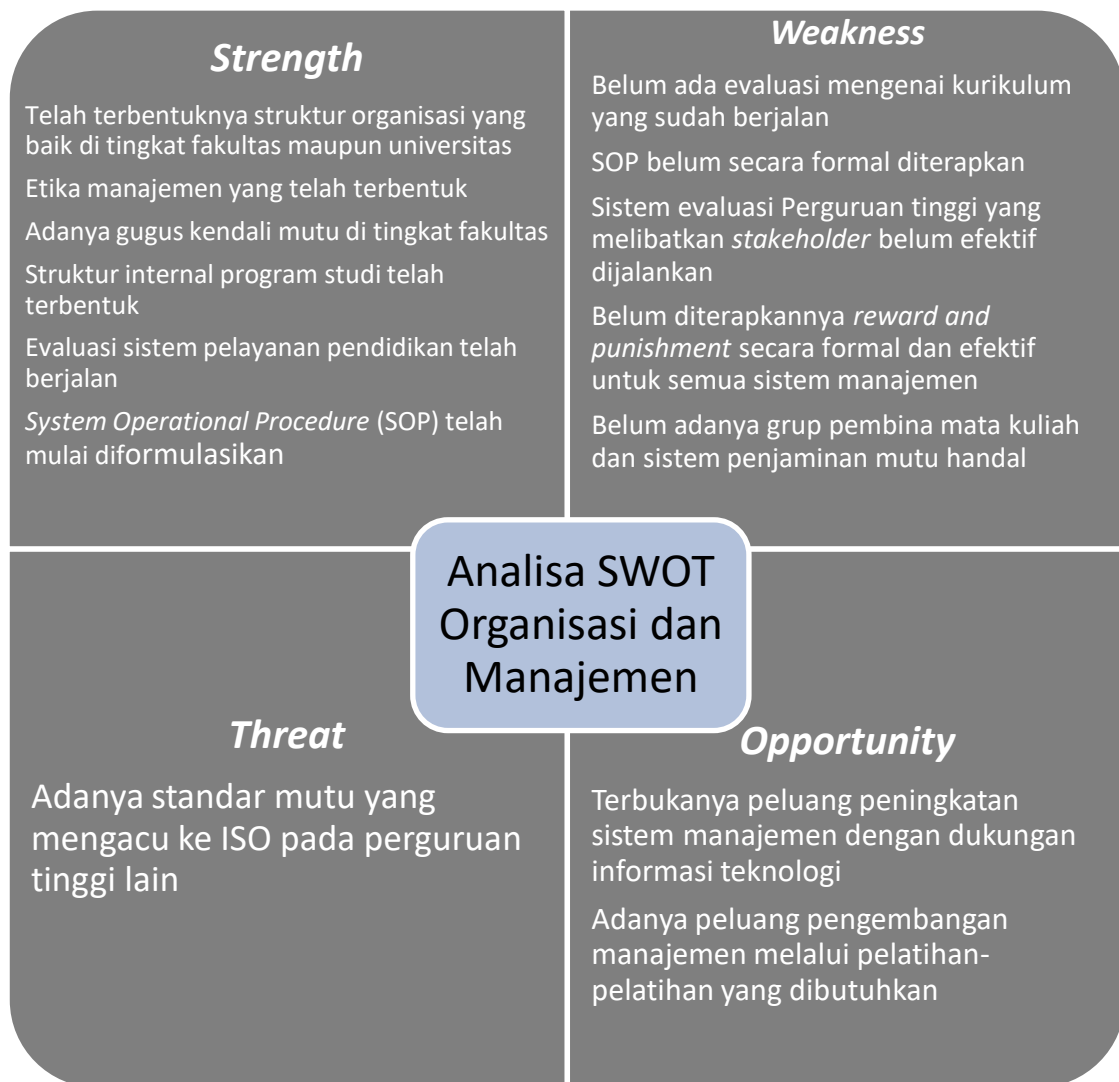 Strength
Telah terbentuknya struktur organisasi yang
baik di tingkat fakultas maupun universitas
Etika manajemen yang telah terbentuk
Adanya gugus kendali mutu di tingkat fakultas
Struktur internal program studi telah
terbentuk
Evaluasi sistem pelayanan pendidikan telah
berjalan
System Operational Procedure (SOP) telah
mulai diformulasikan
Weakness
Belum ada evaluasi mengenai kurikulum
yang sudah berjalan
SOP belum secara formal diterapkan
Sistem evaluasi Perguruan tinggi yang
melibatkan stakeholder belum efektif
dijalankan
Belum diterapkannya reward and
punishment secara formal dan efektif
untuk semua sistem manajemen
Belum adanya grup pembina mata kuliah
dan sistem penjaminan mutu handal
Analisa SWOT
Organisasi dan
Manajemen
Threat
Adanya standar mutu yang
mengacu ke ISO pada perguruan
tinggi lain
Opportunity
Terbukanya peluang peningkatan
sistem manajemen dengan dukungan
informasi teknologi
Adanya peluang pengembangan
manajemen melalui pelatihan-
pelatihan yang dibutuhkan